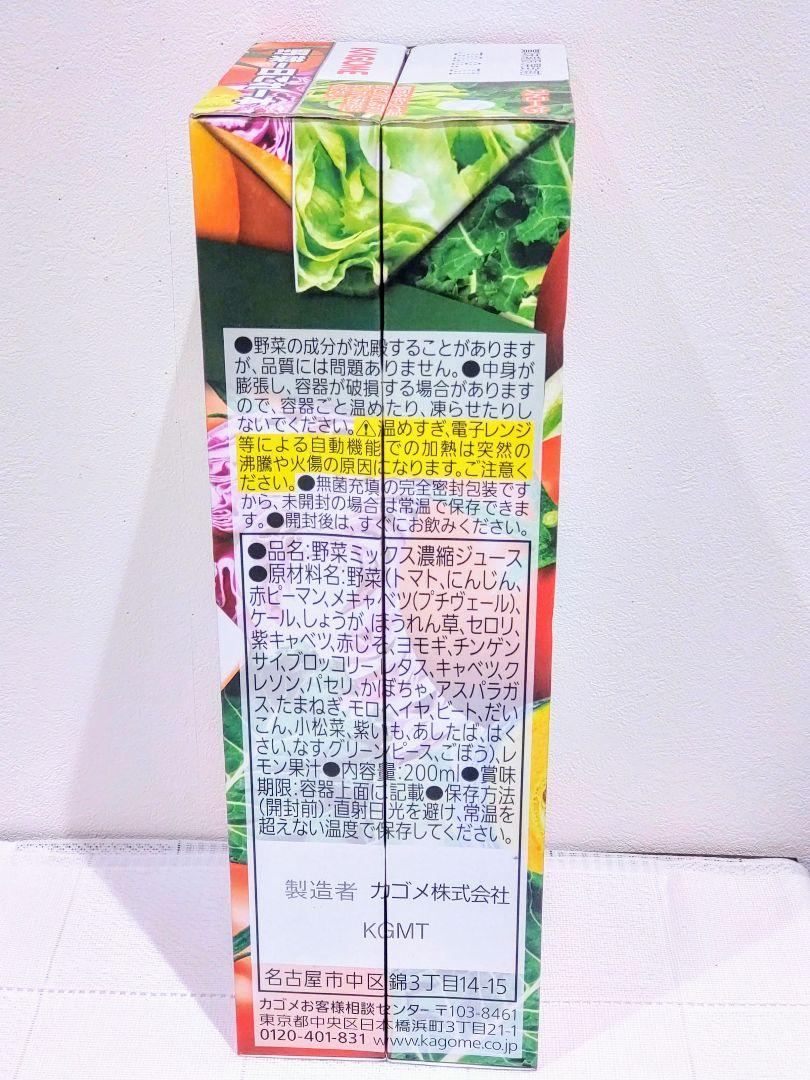 KAGOME
野菜一日これ一本
●野菜の成分が沈殿することがあります
が、品質には問題ありません。●中身が
膨張し、容器が破損する場合があります
ので、容器ごと温めたり、凍らせたりし
ないでください。⚠温めすぎ、電子レンジ
等による自動機能での加熱は突然の
沸騰や火傷の原因になります。ご注意く
ださい。●無菌充填の完全密封包装です
から、未開封の場合は常温で保存できま
す。●開封後は、すぐにお飲みください。
●品名:野菜ミックス濃縮ジュース
●原材料名:野菜(トマト、にんじん、
赤ピーマン、メキャベツ(プチヴェール)、
ケール、しょうが、ほうれん草、セロリ、
紫キャベツ、赤じそ、ヨモギ、チンゲン
サイ、ブロッコリー、レタス、キャベツ、ク
レソン、パセリ、かぼちゃ、アスパラガ
ス、たまねぎ、モロヘイヤ、ビート、だい
こん、小松菜、紫いも、あしたば、はく
さい、なす、グリーンピース、ごぼう)、レ
モン果汁●内容量:200ml●賞味
期限:容器上面に記載●保存方法
(開封前):直射日光を避け、常温を
超えない温度で保存してください。
製造者 カゴメ株式会社
KGMT
名古屋市中区錦3丁目14-15
カゴメお客様相談センター 〒103-8461
東京都中央区日本橋浜町3丁目21-1
0120-401-831 www.kagome.co.jp